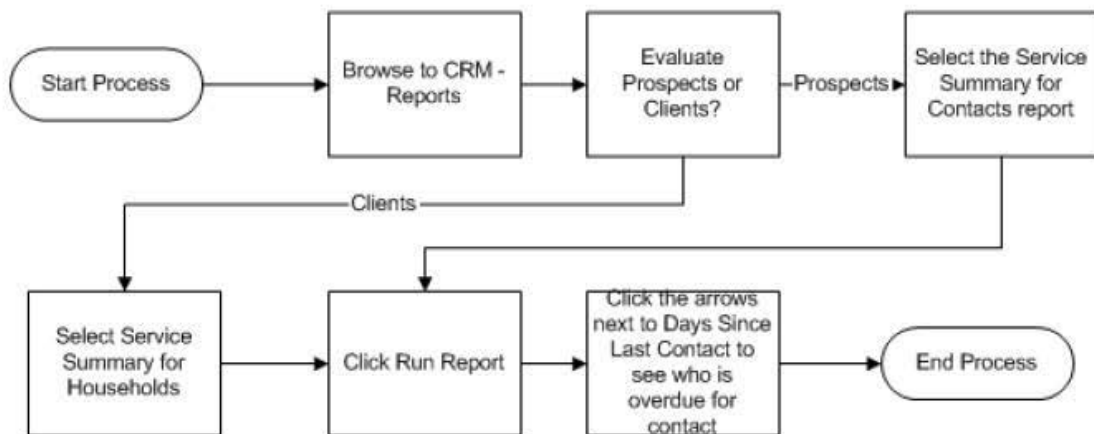 Start Process
Browse to CRM -
Reports
Evaluate
Prospects or
Clients?
Prospects
Select the Service
Summary for
Contacts report
Clients
Select Service
Summary for
Households
Click Run Report
Click the arrows
next to Days Since
Last Contact to
see who is
overdue for
contact
End Process